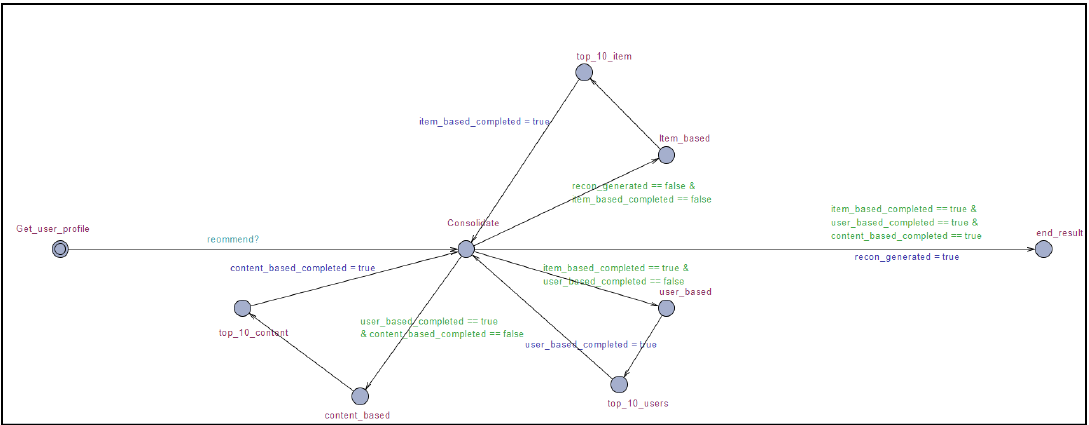 top_10_item
item_based_completed = true
Item_based
recon_generated == false &
item_based_completed == false
Consolidate
Get_user_profile
reommend?
item_based_completed == true &
user_based_completed == true &
content_based_completed == true
end_result
recon_generated = true
content_based_completed = true
item_based_completed == true &
user_based_completed == false
user_based
top_10_content
user_based_completed == true
& content_based_completed == false
user_based_completed = true
content_based
top_10_users